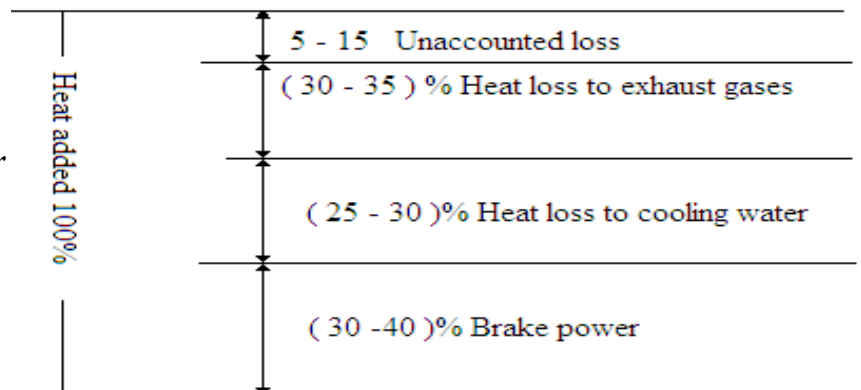 5 - 15 Unaccounted loss
( 30 - 35 ) % Heat loss to exhaust gases
( 25 - 30 )% Heat loss to cooling water
( 30 -40 )% Brake power
Heat added 100%
r